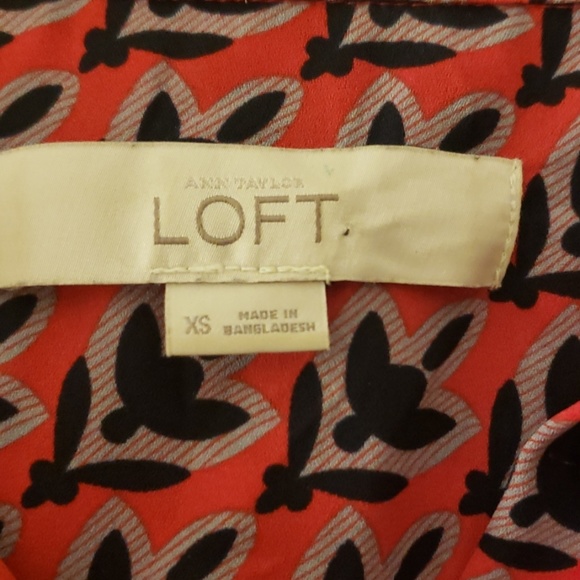 ANN TAYLOR
LOFT.
XS
MADE IN
BANGLADESH